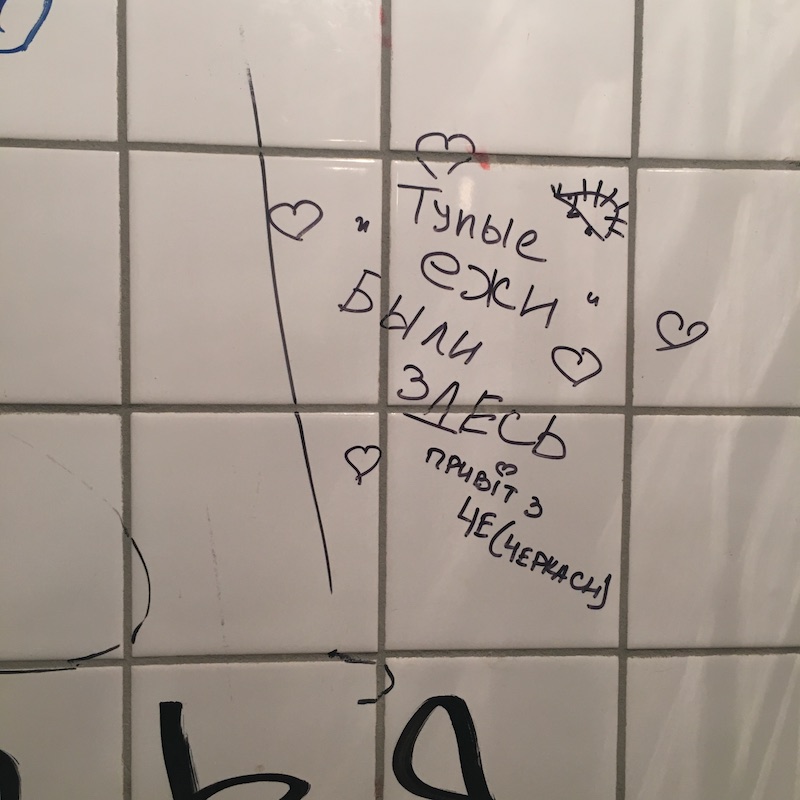 "Тупые
ежи"
Были
ЗДЕСЬ
ПРИВІТ З
ЧЕ(ЧЕРКАСИ)